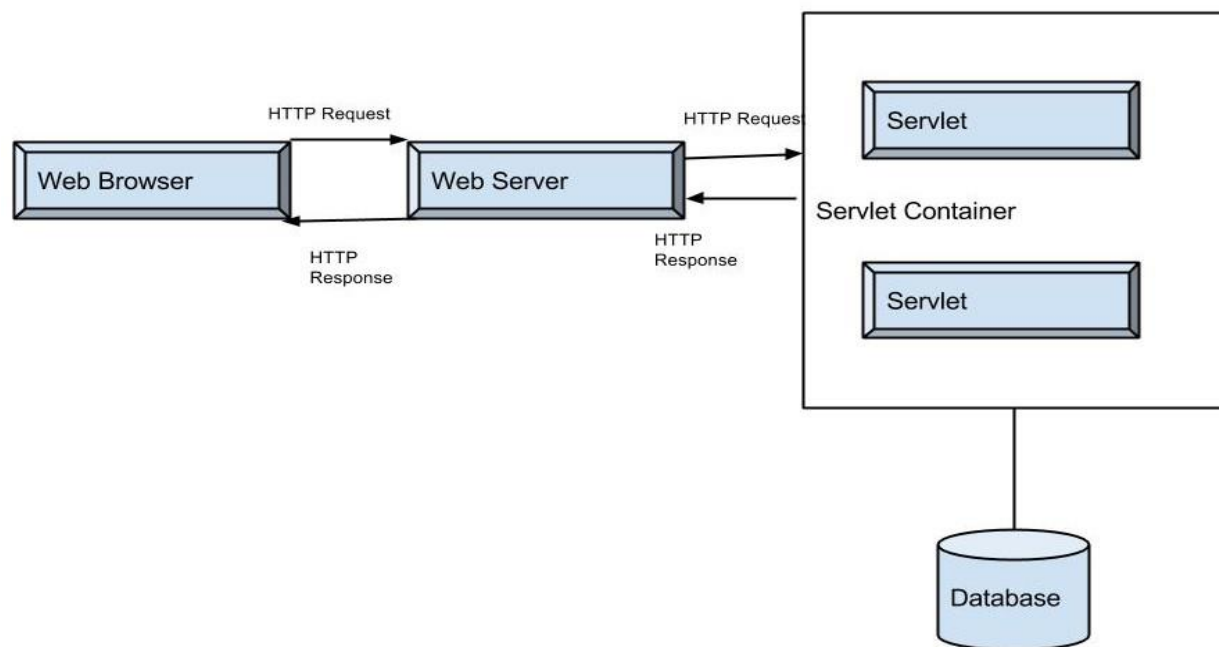 HTTP Request
Web Browser
Web Server
HTTP
Response
HTTP Request
HTTP
Response
Servlet
Servlet Container
Servlet
Database